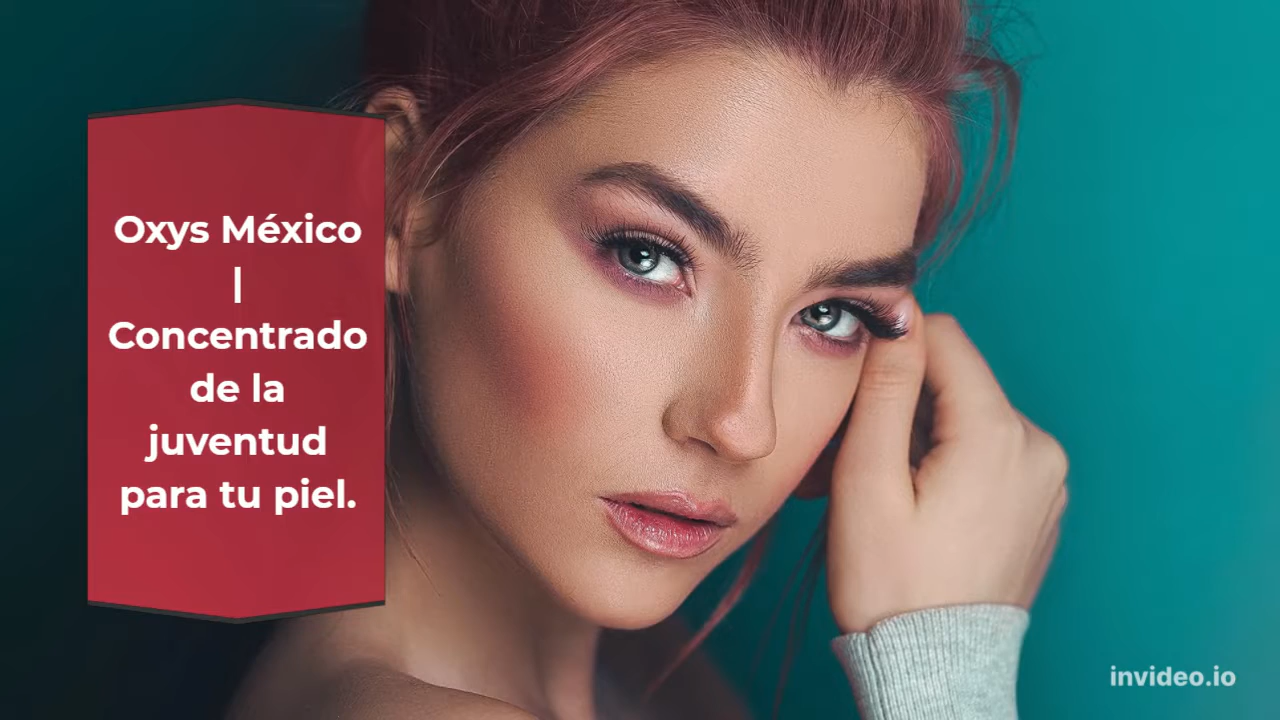 Oxys México
|
Concentrado
de la
juventud
para tu piel.
invideo.io